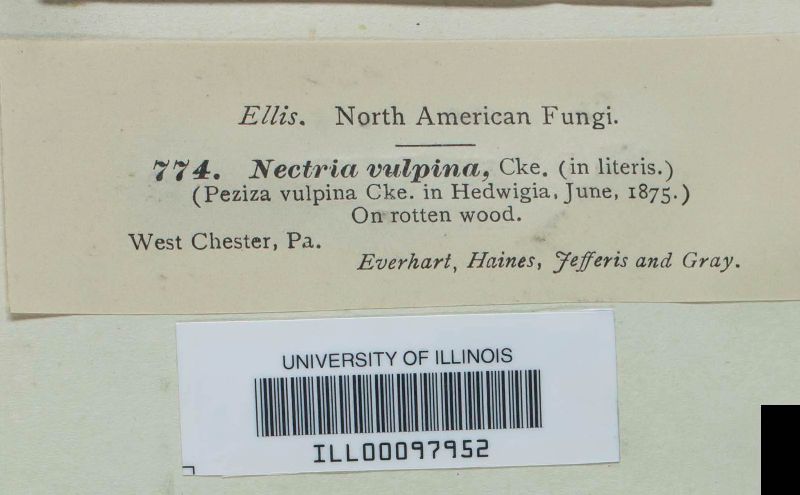 Ellis. North American Fungi.
774. Nectria vulpina, Cke. (in literis.)
(Peziza vulpina Cke. in Hedwigia, June, 1875.)
On rotten wood.
West Chester, Pa.
Everhart, Haines, Jefferis and Gray.
UNIVERSITY OF ILLINOIS
ILL00097952